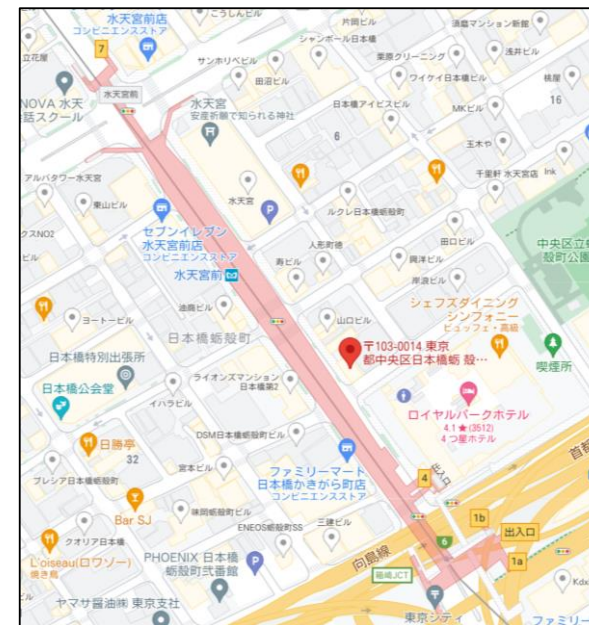 水天宮前店
コンビニエンスストア
こうしんビル
片岡ビル
須磨マンション新館
シャンボール日本橋
浅井ビル
立花屋
7
サンホリベビル
栗原クリーニング
田沼ビル
ワイケイ日本橋ビル
桃屋
水天宮前
NOVA 水天
話スクール
水天宮
安産祈願で知られる神社
日本橋アイビスビル
MKビル
16
6
玉木や
千里軒 水天宮店
Ink
アルバタワー水天宮
水天宮
P
東山ビル
ルクレ日本橋蛎殻町
クスNO2
セブンイレブン
水天宮前店
コンビニエンスストア
人形町徳
田口ビル
中央区立蛎
殻町公園
ビル
寿ビル
興洋ビル
水天宮前
岸浪ビル
油商ビル
シェフズダイニング
シンフォニー
ビュッフェ・高級
ヨートービル
日本橋蛎殻町
山口ビル
日本橋特別出張所
〒103-0014 東京
都中央区日本橋蛎 殻…
喫煙所
日本橋公会堂
ライオンズマンション
日本橋第2
イハラビル
ロイヤルパークホテル
4.1★(3512)
4 つ星ホテル
日勝亭
DSM日本橋蛎殻町ビル
32
宮本ビル
ファミリーマート
日本橋かきがら町店
コンビニエンスストア
4
出入口
首都
プレシア日本橋蛎殻町
Bar SJ
味岡蛎殻町ビル
三建ビル
1b
出入口
クオリア日本橋
ENEOS蛎殻町SS
6
1a
L'oiseau(ロワゾー)
焼き鳥
PHOENIX 日本橋
蛎殻町弐番館
P
向島線
箱崎JCT
Kdx
ヤマサ醤油㈱ 東京支社
東京シティ
ファミリー